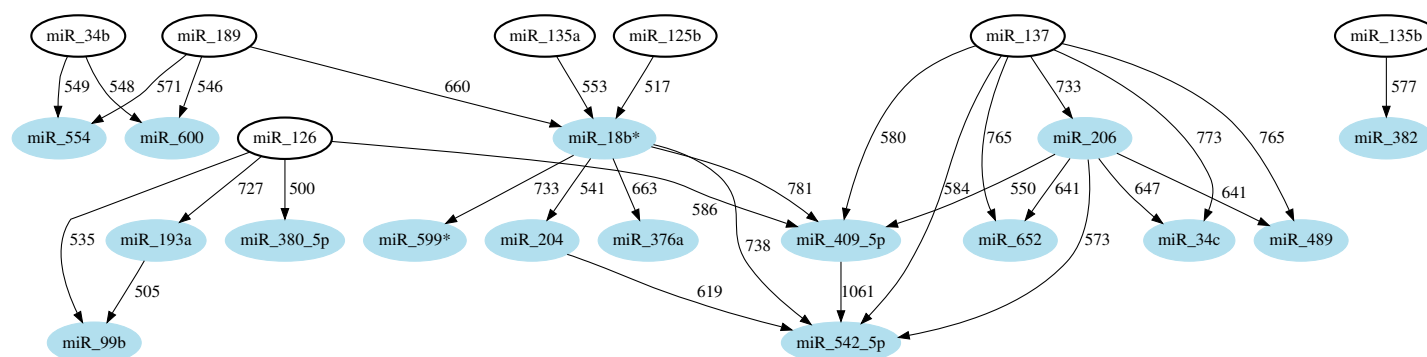 miR_34b miR_189 miR_135a miR_125b miR_137 miR_135b
549 548 571 546 660 553 517 733 577
miR_554 miR_600 miR_126 miR_18b* miR_206 miR_382
580 765 773 765
727 500 733 541 663 781 584 550 641 647 641
535 586
miR_193a miR_380_5p miR_599* miR_204 miR_376a miR_409_5p miR_652 miR_34c miR_489
738 573
505 619 1061
miR_99b miR_542_5p